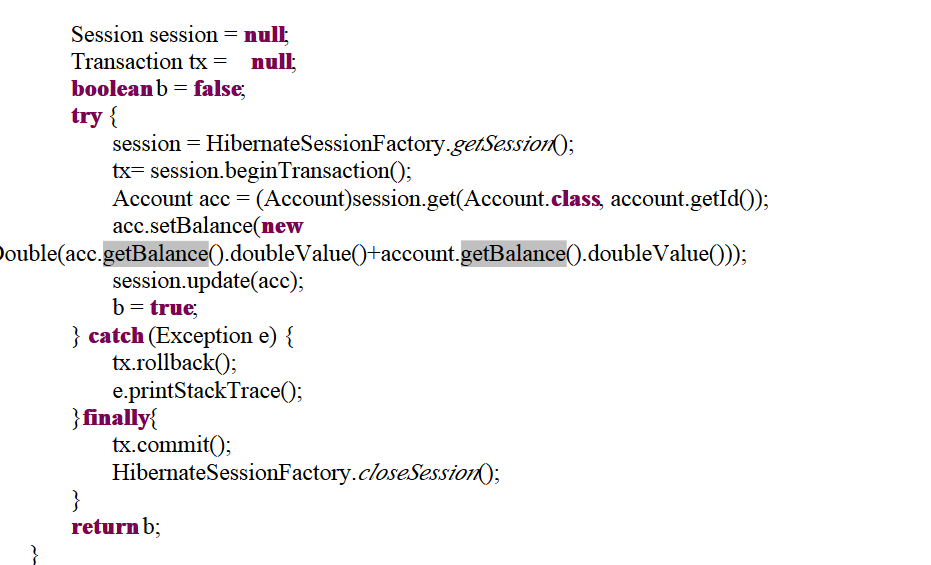 Session session = null;
Transaction tx = null;
boolean b = false;
try {
session = HibernateSessionFactory.getSession();
tx= session.beginTransaction();
Account acc = (Account)session.get(Account.class, account.getId());
acc.setBalance(new
Double(acc.getBalance().doubleValue()+account.getBalance().doubleValue()));
session.update(acc);
b = true;
} catch (Exception e) {
tx.rollback();
e.printStackTrace();
}finally{
tx.commit();
HibernateSessionFactory.closeSession();
}
return b;
}